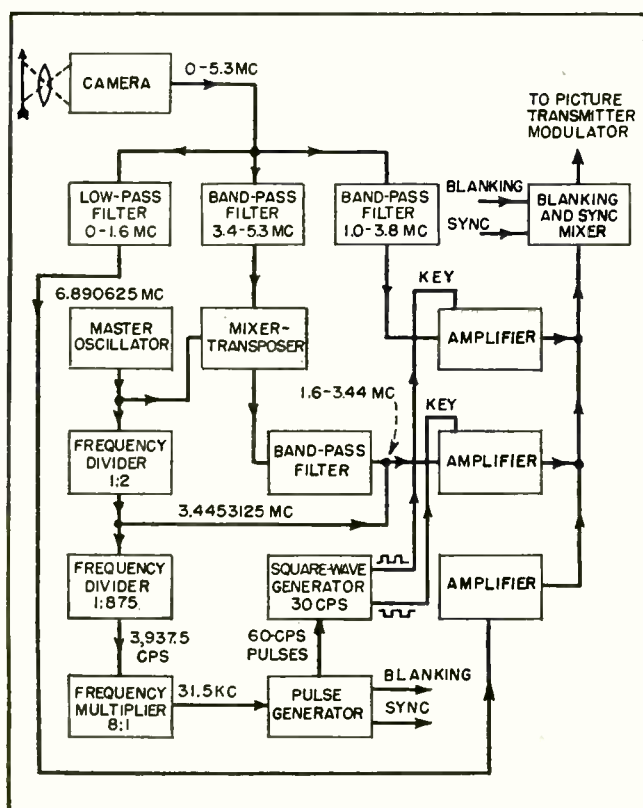 CAMERA
0-5.3 MC
TO PICTURE
TRANSMITTER
MODULATOR
LOW-PASS
FILTER
0-1.6 MC
BAND-PASS
FILTER
3.4-5.3 MC
BAND-PASS
FILTER
1.0-3.8 MC
BLANKING
SYNC
BLANKING
AND SYNC
MIXER
6.890625 MC
MASTER
OSCILLATOR
MIXER-
TRANSPOSER
KEY
AMPLIFIER
1.6-3.44 MC
KEY
FREQUENCY
DIVIDER
1:2
BAND-PASS
FILTER
AMPLIFIER
3.4453125 MC
FREQUENCY
DIVIDER
1:875
SQUARE-WAVE
GENERATOR
30 CPS
AMPLIFIER
3,937.5
CPS
60-CPS
PULSES
FREQUENCY
MULTIPLIER
8:1
31.5 KC
PULSE
GENERATOR
BLANKING
SYNC